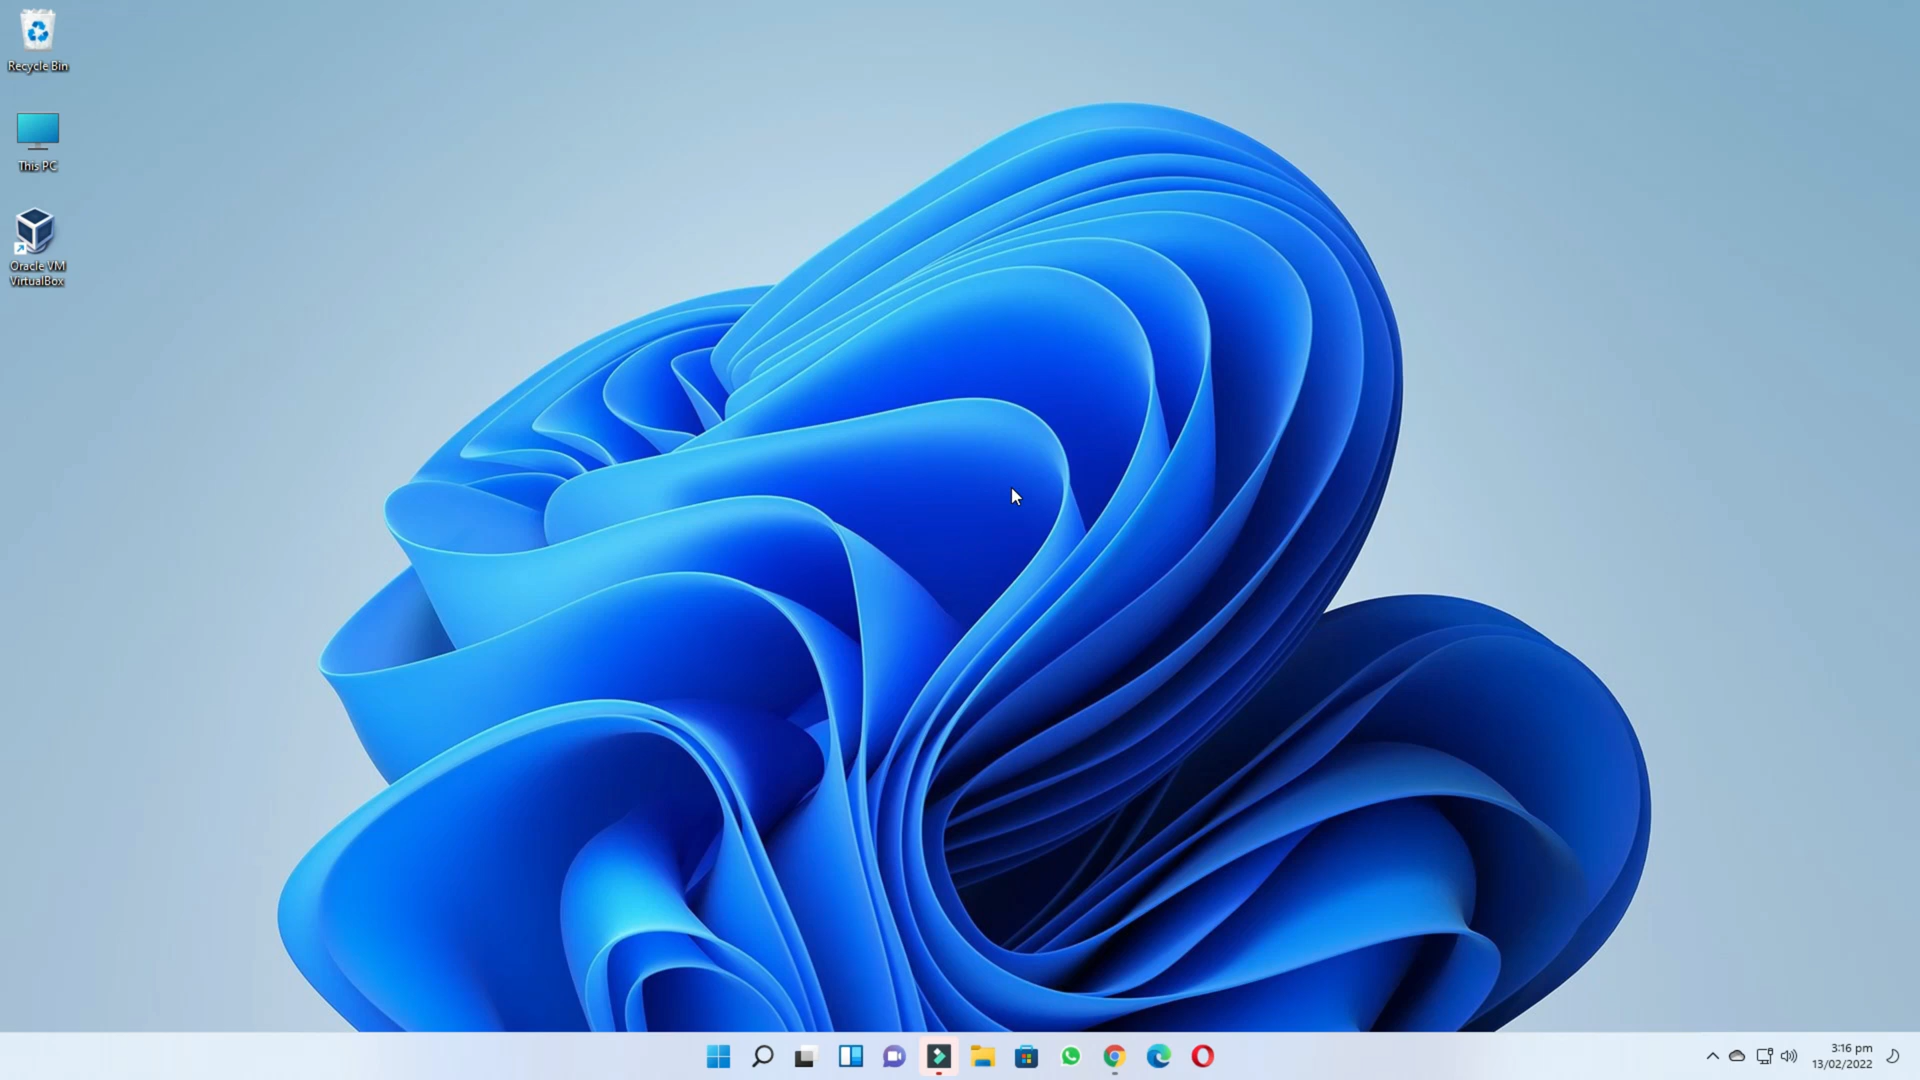 Recycle Bin
This PC
Oracle VM
VirtualBox
3:16 pm
13/02/2022